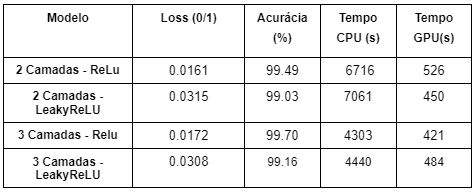 Modelo Loss (0/1) Acurácia (%) Tempo CPU (s) Tempo GPU(s)
2 Camadas - ReLu 0.0161 99.49 6716 526
2 Camadas - LeakyReLU 0.0315 99.03 7061 450
3 Camadas - Relu 0.0172 99.70 4303 421
3 Camadas - LeakyReLU 0.0308 99.16 4440 484